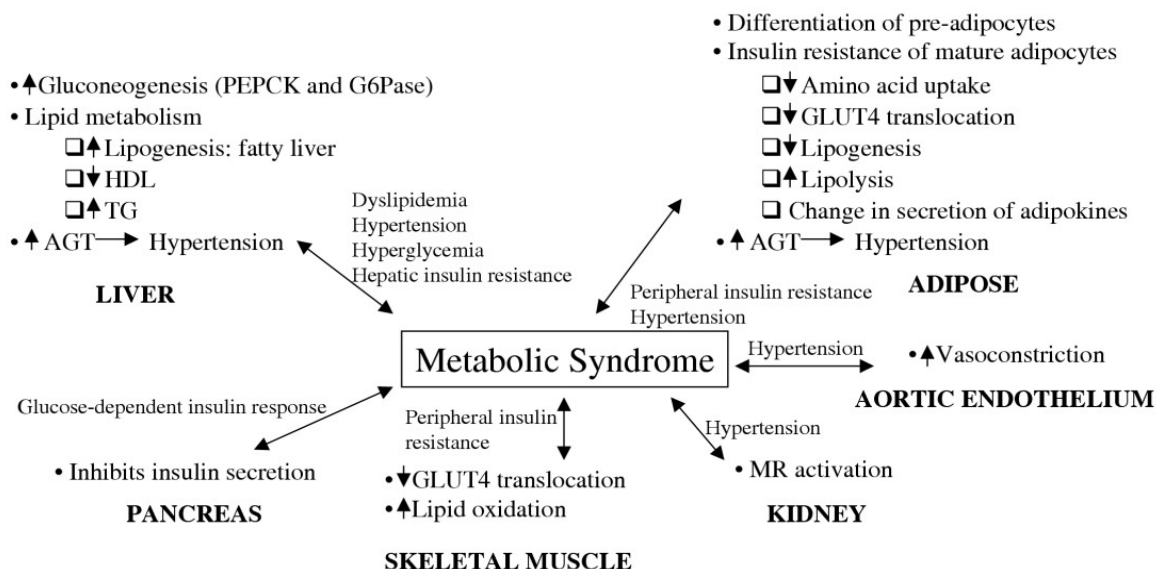 • ↑Gluconeogenesis (PEPCK and G6Pase)
• Lipid metabolism
❑↑Lipogenesis: fatty liver
❑↓HDL
❑↑TG
• ↑ AGT→ Hypertension
LIVER
• Differentiation of pre-adipocytes
• Insulin resistance of mature adipocytes
❑↓Amino acid uptake
❑↓GLUT4 translocation
❑↓Lipogenesis
❑↑Lipolysis
❑ Change in secretion of adipokines
• ↑ AGT→ Hypertension
ADIPOSE
Dyslipidemia
Hypertension
Hyperglycemia
Hepatic insulin resistance
Peripheral insulin resistance
Hypertension
Metabolic Syndrome
Hypertension
• ↑Vasoconstriction
AORTIC ENDOTHELIUM
Glucose-dependent insulin response
• Inhibits insulin secretion
PANCREAS
Peripheral insulin
resistance
• ↓GLUT4 translocation
• ↑Lipid oxidation
SKELETAL MUSCLE
Hypertension
• MR activation
KIDNEY